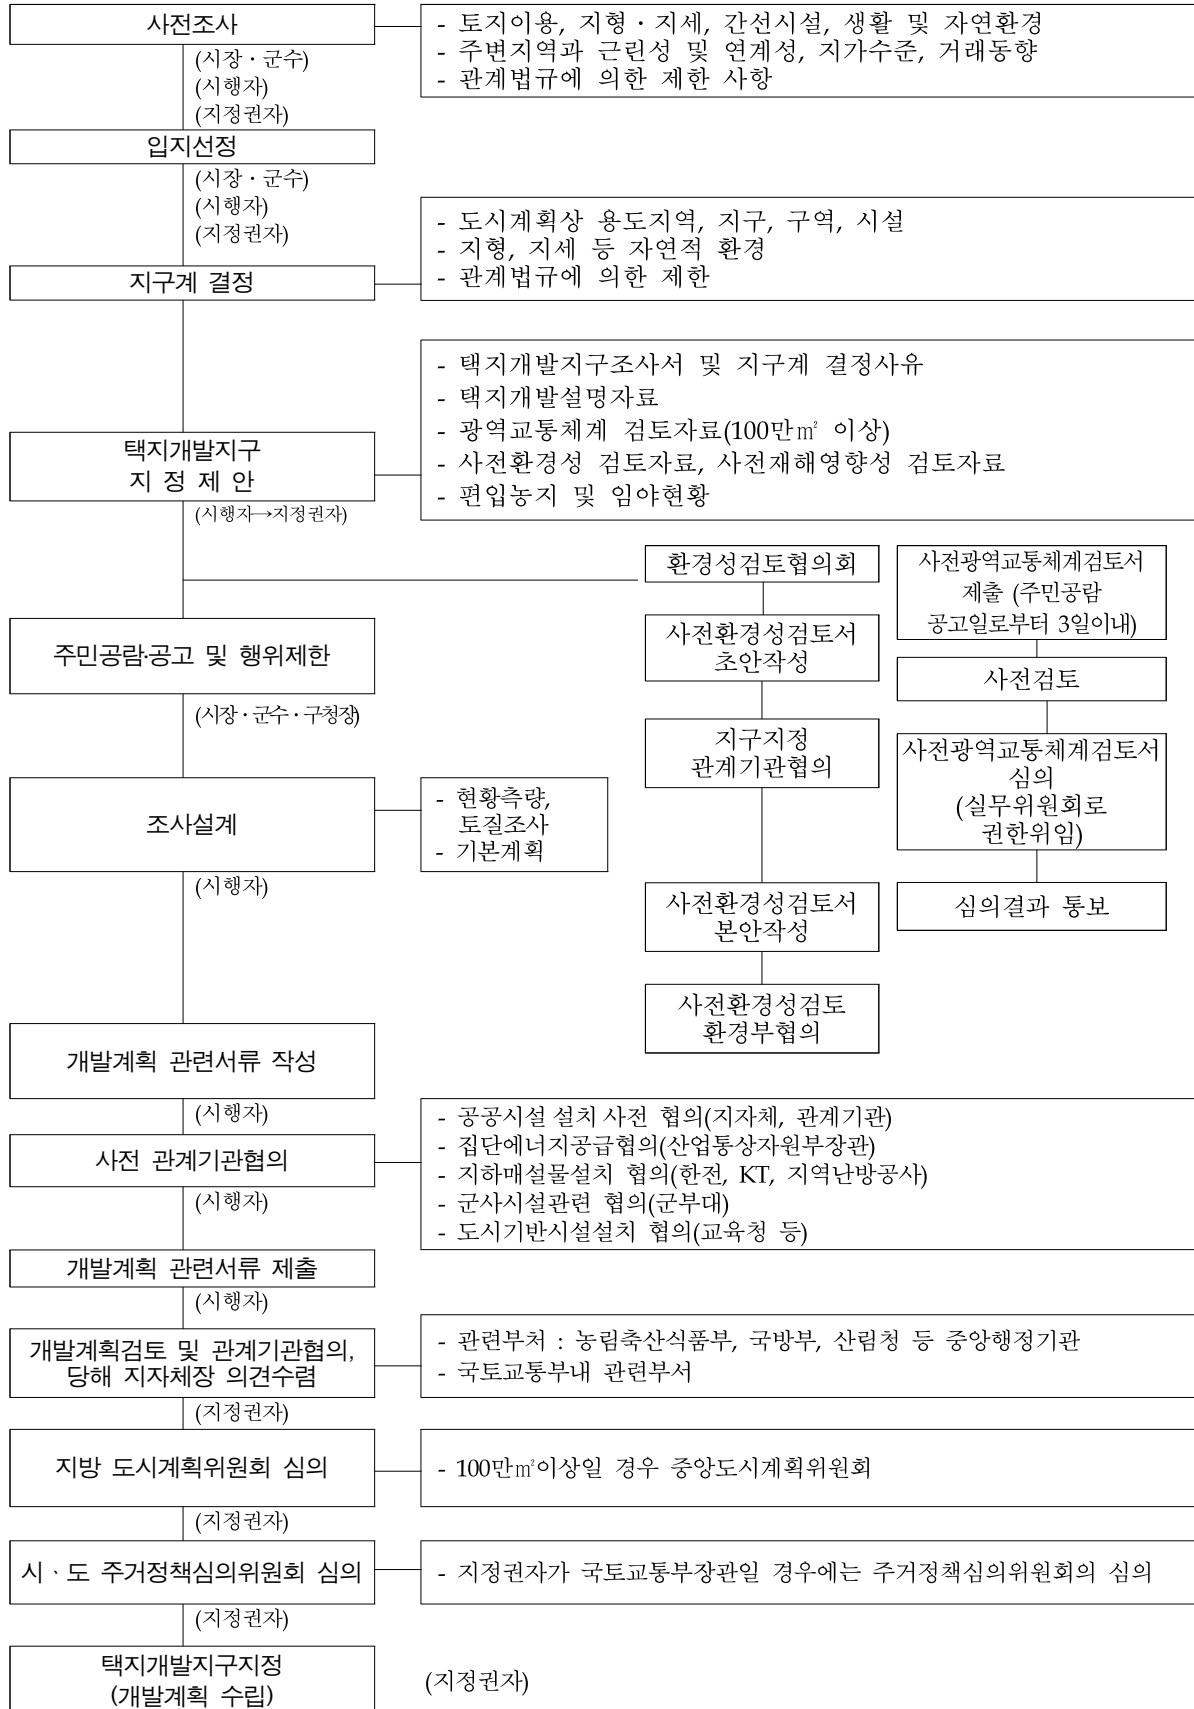 사전조사
- 토지이용, 지형·지세, 간선시설, 생활 및 자연환경
- 주변지역과 근린성 및 연계성, 지가수준, 거래동향
- 관계법규에 의한 제한 사항
(시장·군수)
(시행자)
(지정권자)
입지선정
(시장·군수)
(시행자)
(지정권자)
지구계 결정
- 도시계획상 용도지역, 지구, 구역, 시설
- 지형, 지세 등 자연적 환경
- 관계법규에 의한 제한
택지개발지구
지 정 제 안
- 택지개발지구조사서 및 지구계 결정사유
- 택지개발설명자료
- 광역교통체계 검토자료(100만㎡ 이상)
- 사전환경성 검토자료, 사전재해영향성 검토자료
- 편입농지 및 임야현황
(시행자→지정권자)
주민공람·공고 및 행위제한
(시장·군수·구청장)
조사설계
- 현황측량,
토질조사
- 기본계획
(시행자)
환경성검토협의회
사전환경성검토서
초안작성
지구지정
관계기관협의
사전환경성검토서
본안작성
사전환경성검토
환경부협의
사전광역교통체계검토서
제출 (주민공람
공고일로부터 3일이내)
사전검토
사전광역교통체계검토서
심의
(실무위원회로
권한위임)
심의결과 통보
개발계획 관련서류 작성
(시행자)
사전 관계기관협의
- 공공시설 설치 사전 협의(지자체, 관계기관)
- 집단에너지공급협의(산업통상자원부장관)
- 지하매설물설치 협의(한전, KT, 지역난방공사)
- 군사시설관련 협의(군부대)
- 도시기반시설설치 협의(교육청 등)
(시행자)
개발계획 관련서류 제출
(시행자)
개발계획검토 및 관계기관협의,
당해 지자체장 의견수렴
- 관련부처 : 농림축산식품부, 국방부, 산림청 등 중앙행정기관
- 국토교통부내 관련부서
(지정권자)
지방 도시계획위원회 심의
- 100만㎡이상일 경우 중앙도시계획위원회
(지정권자)
시·도 주거정책심의위원회 심의
- 지정권자가 국토교통부장관일 경우에는 주거정책심의위원회의 심의
(지정권자)
택지개발지구지정
(개발계획 수립)
(지정권자)